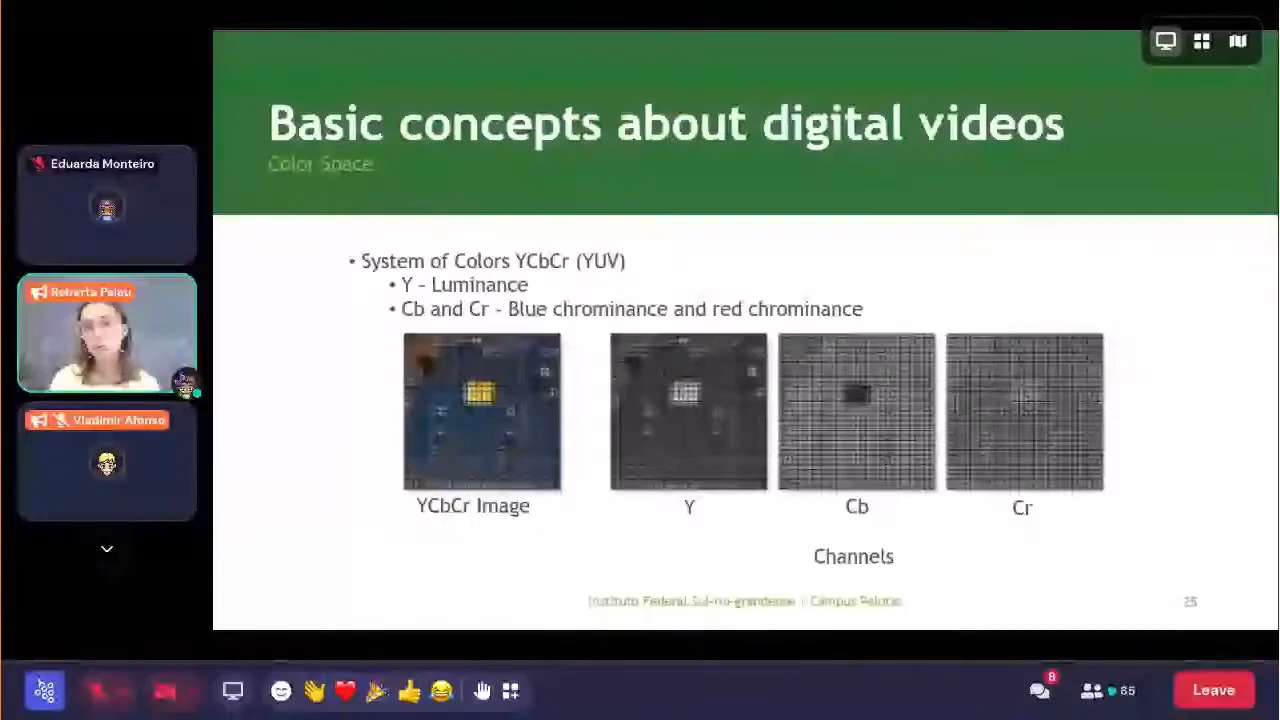 Basic concepts about digital videos
Color Space
Eduarda Monteiro
Roberta Palau
Vladimir Afonso
• System of Colors YCbCr (YUV)
• Y - Luminance
• Cb and Cr - Blue chrominance and red chrominance
YCbCr Image
Y
Cb
Cr
Channels
Instituto Federal Sul-rio-grandense | Campus Pelotas
25
8
85
Leave